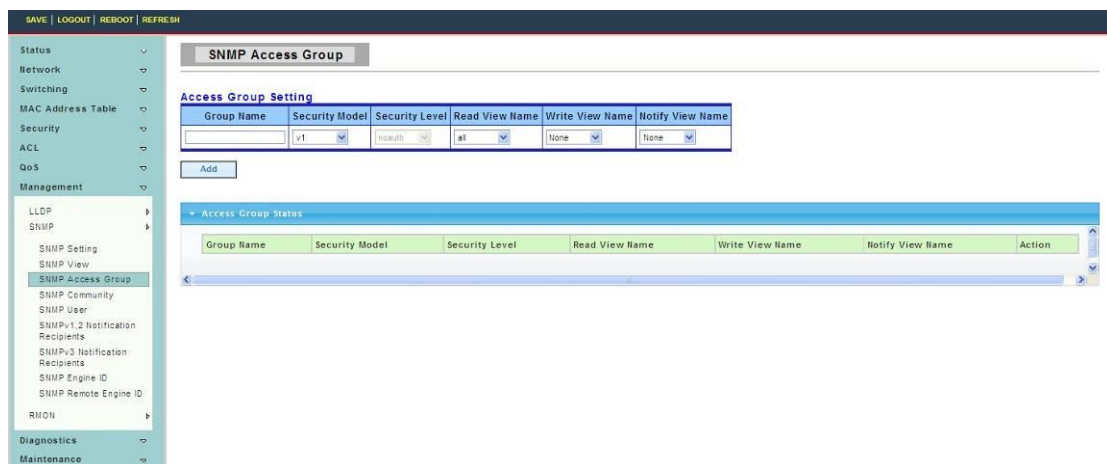 SAVE | LOGOUT | REBOOT | REFRESH
Status
Network
Switching
MAC Address Table
Security
ACL
QoS
Management
LLDP
SNMP
SNMP Setting
SNMP View
SNMP Access Group
SNMP Community
SNMP User
SNMPv1,2 Notification
Recipients
SNMPv3 Notification
Recipients
SNMP Engine ID
SNMP Remote Engine ID
RMON
Diagnostics
Maintenance
SNMP Access Group
Access Group Setting
Group Name Security Model Security Level Read View Name Write View Name Notify View Name
v1 noauth all None None
Add
Access Group Status
Group Name Security Model Security Level Read View Name Write View Name Notify View Name Action